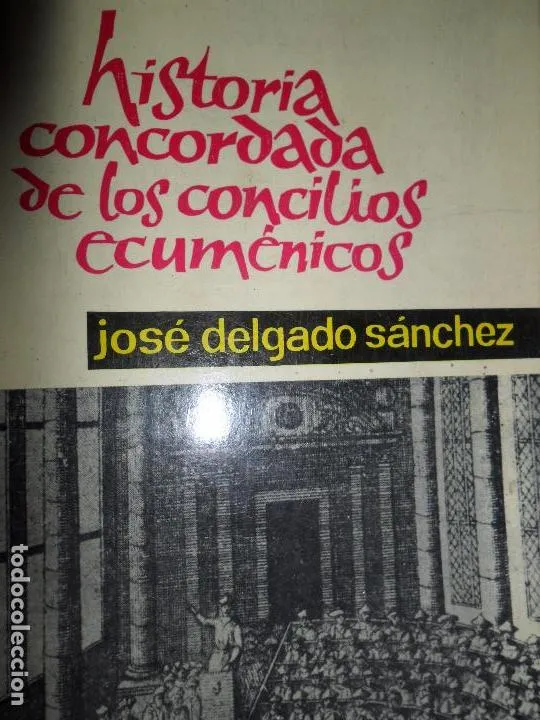 historia
concordada
de los concilios
ecuménicos
josé delgado sánchez
todocoleccion